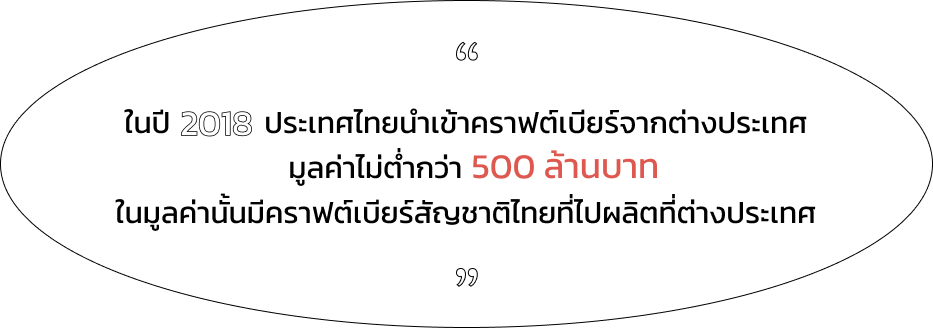 “
ในปี 2018 ประเทศไทยนำเข้าคราฟต์เบียร์จากต่างประเทศ
มูลค่าไม่ต่ำกว่า 500 ล้านบาท
ในมูลค่านั้นมีคราฟต์เบียร์สัญชาติไทยที่ไปผลิตที่ต่างประเทศ
”